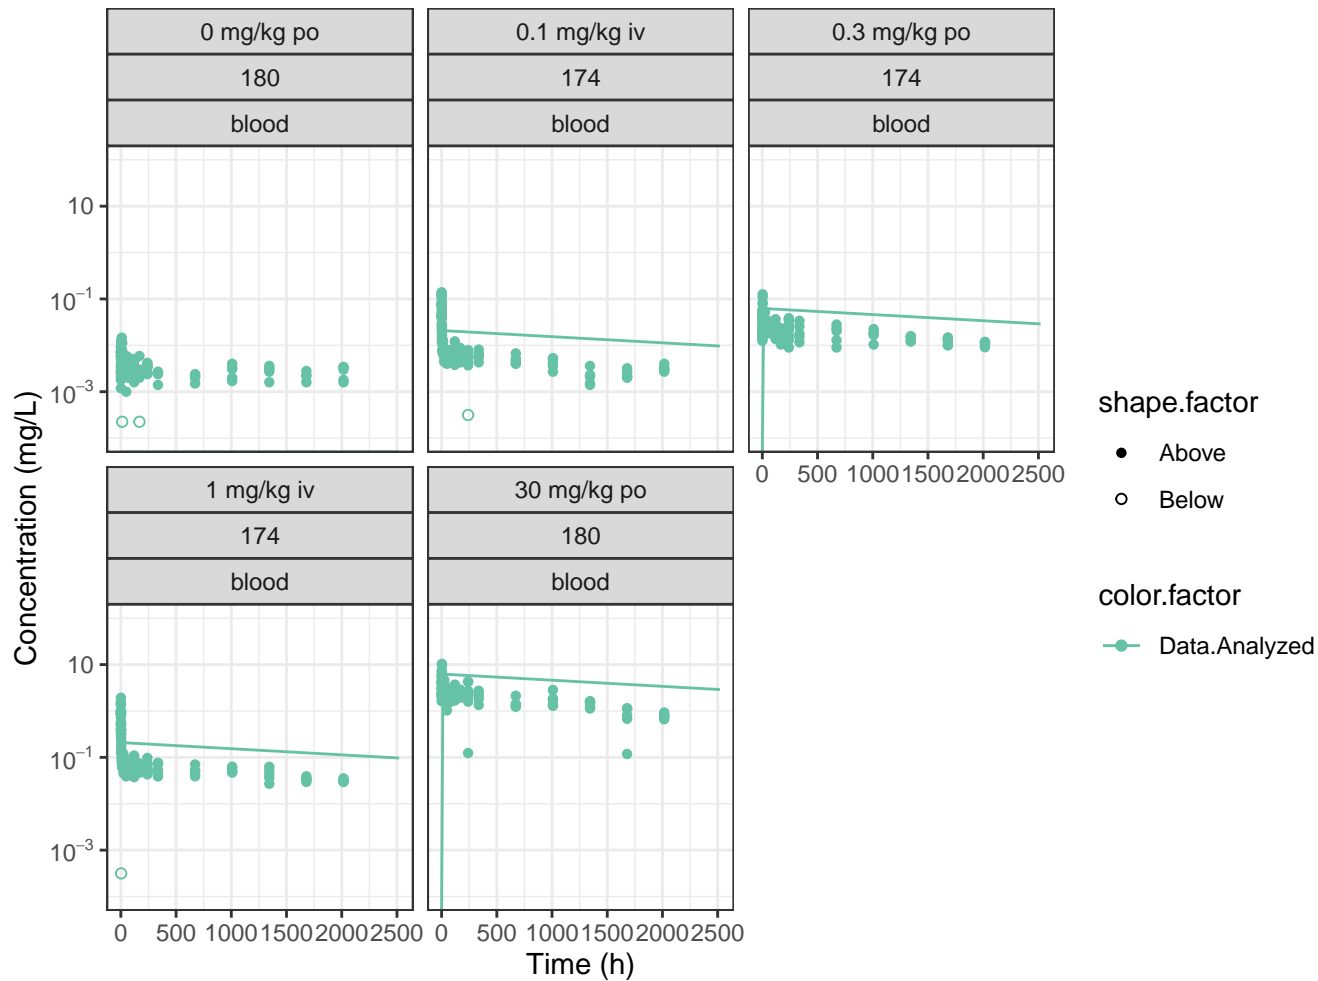 0 mg/kg po
180
blood
0.1 mg/kg iv
174
blood
0.3 mg/kg po
174
blood
10
10⁻¹
10⁻³
0 500 1000 1500 2000 2500
1 mg/kg iv
174
blood
30 mg/kg po
180
blood
10
10⁻¹
10⁻³
0 500 1000 1500 2000 2500
0 500 1000 1500 2000 2500
Time (h)
Concentration (mg/L)
shape.factor
Above
Below
color.factor
Data.Analyzed